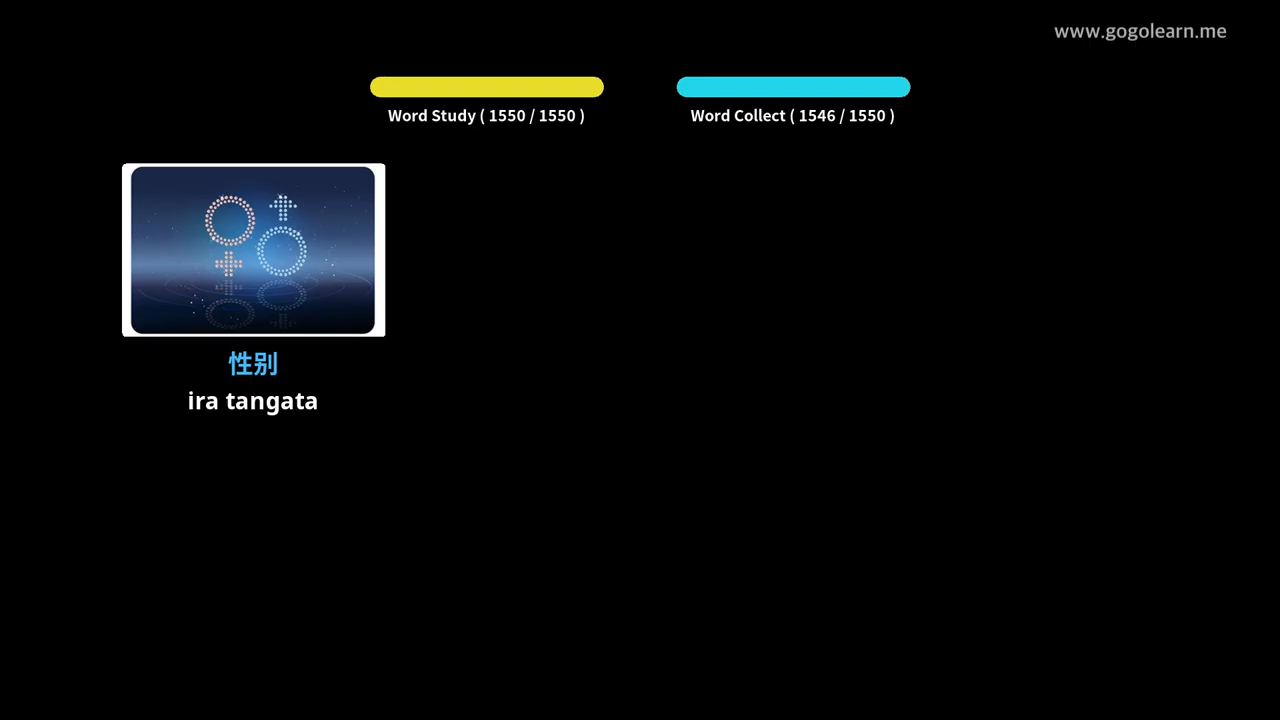 www.gogolearn.me
Word Study ( 1550 / 1550 )
Word Collect ( 1546 / 1550 )
性别
ira tangata